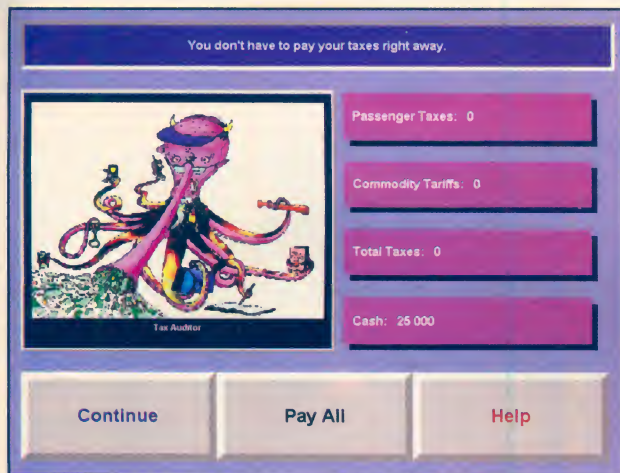 You don't have to pay your taxes right away.
Passenger Taxes: 0
Commodity Tariffs: 0
Total Taxes: 0
Cash: 25 000
Tax Auditor
Continue
Pay All
Help